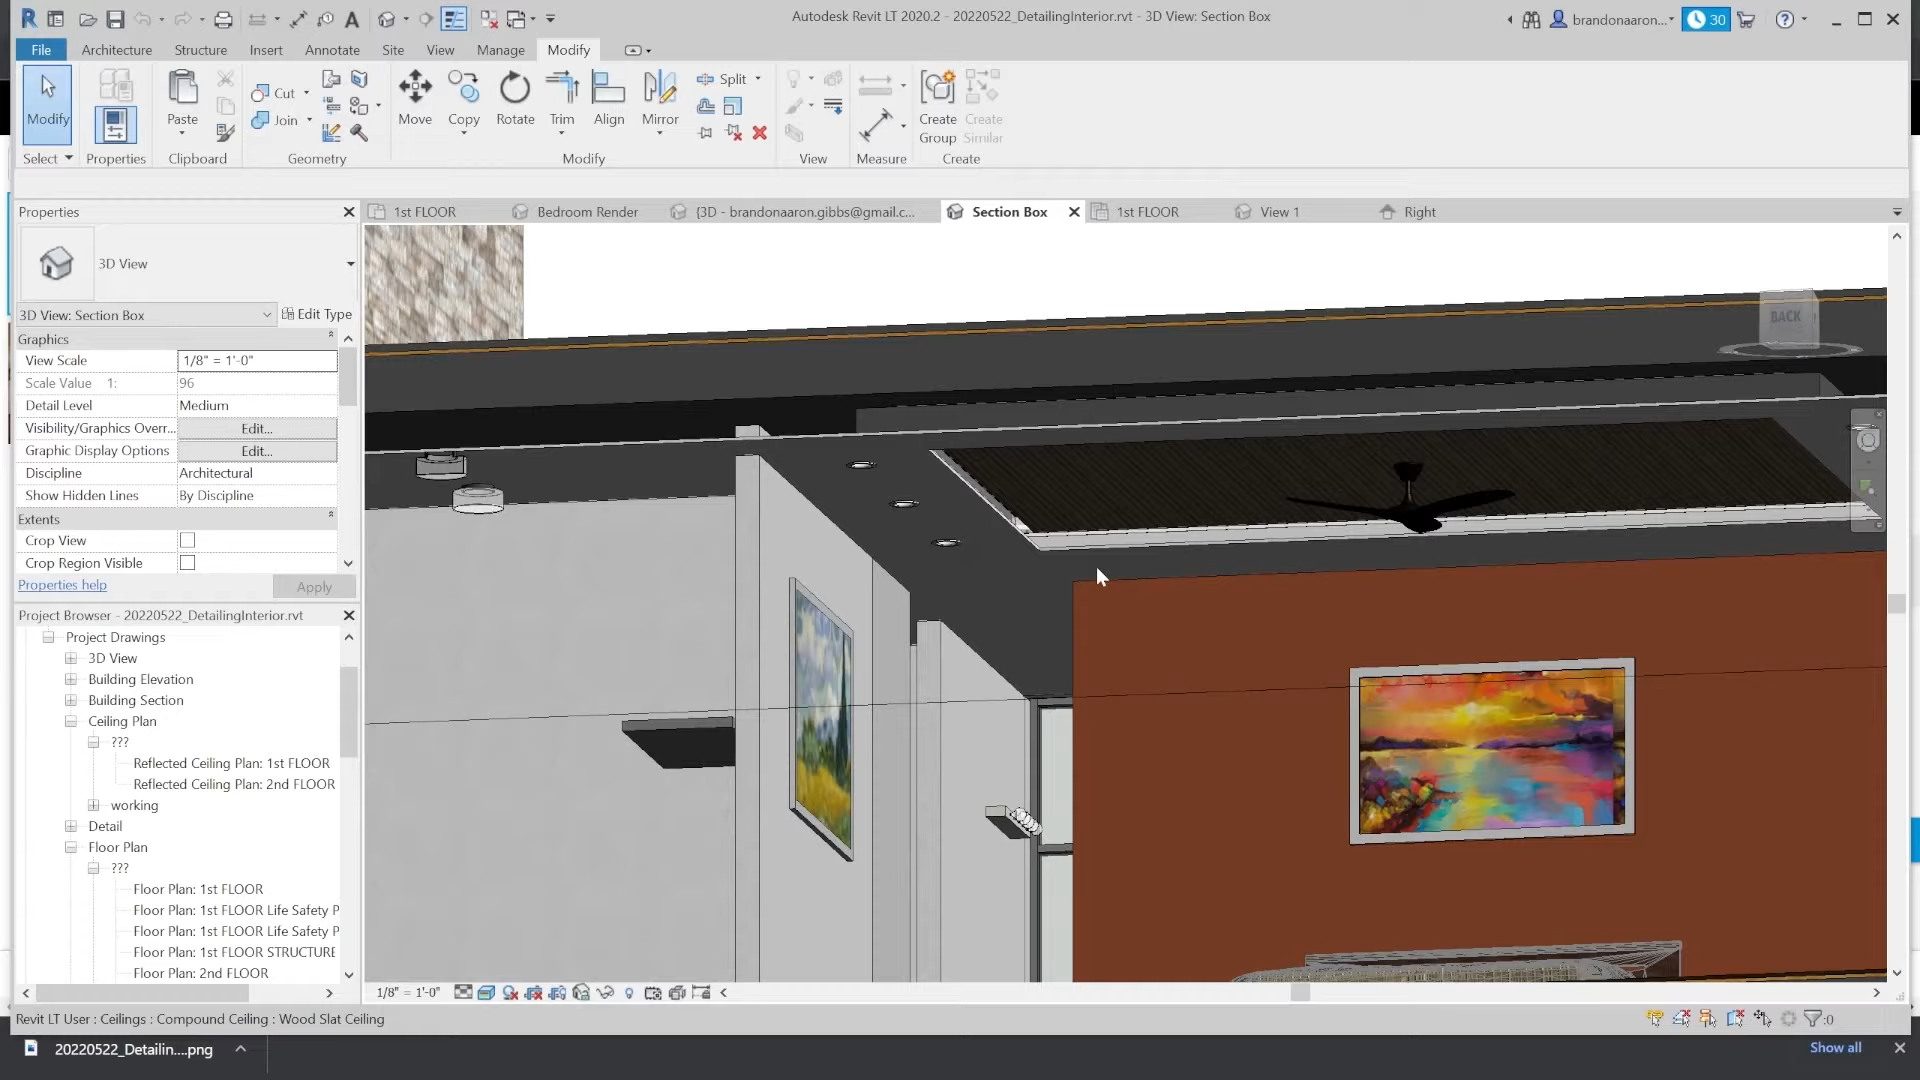 Autodesk Revit LT 2020.2 - 20220522_DetailingInterior.rvt - 3D View: Section Box
brandonaaron...
30
File Architecture Structure Insert Annotate Site View Manage Modify
Modify
Paste
Cut
Join
Move Copy Rotate Trim Align Mirror
Split
Create Group
Create Similar
Select Properties Clipboard Geometry Modify View Measure Create
Properties
1st FLOOR
Bedroom Render
{3D - brandonaaron.gibbs@gmail.c...
Section Box
1st FLOOR
View 1
Right
3D View
3D View: Section Box
Edit Type
Graphics
View Scale 1/8" = 1'-0"
Scale Value 1: 96
Detail Level Medium
Visibility/Graphics Overr... Edit...
Graphic Display Options Edit...
Discipline Architectural
Show Hidden Lines By Discipline
Extents
Crop View
Crop Region Visible
Properties help Apply
Project Browser - 20220522_DetailingInterior.rvt
Project Drawings
3D View
Building Elevation
Building Section
Ceiling Plan
???
Reflected Ceiling Plan: 1st FLOOR
Reflected Ceiling Plan: 2nd FLOOR
working
Detail
Floor Plan
???
Floor Plan: 1st FLOOR
Floor Plan: 1st FLOOR Life Safety P
Floor Plan: 1st FLOOR Life Safety P
Floor Plan: 1st FLOOR STRUCTURE
Floor Plan: 2nd FLOOR
BACK
1/8" = 1'-0"
Revit LT User : Ceilings : Compound Ceiling : Wood Slat Ceiling
:0
20220522_Detailin....png
Show all